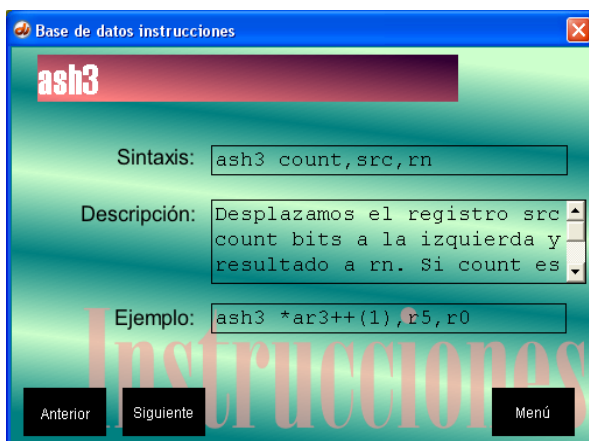 Base de datos instrucciones
ash3
Sintaxis: ash3 count,src,rn
Descripción: Desplazamos el registro src
count bits a la izquierda y
resultado a rn. Si count es
Ejemplo: ash3 *ar3++(1),r5,r0
Instrucciones
Anterior Siguiente Menú